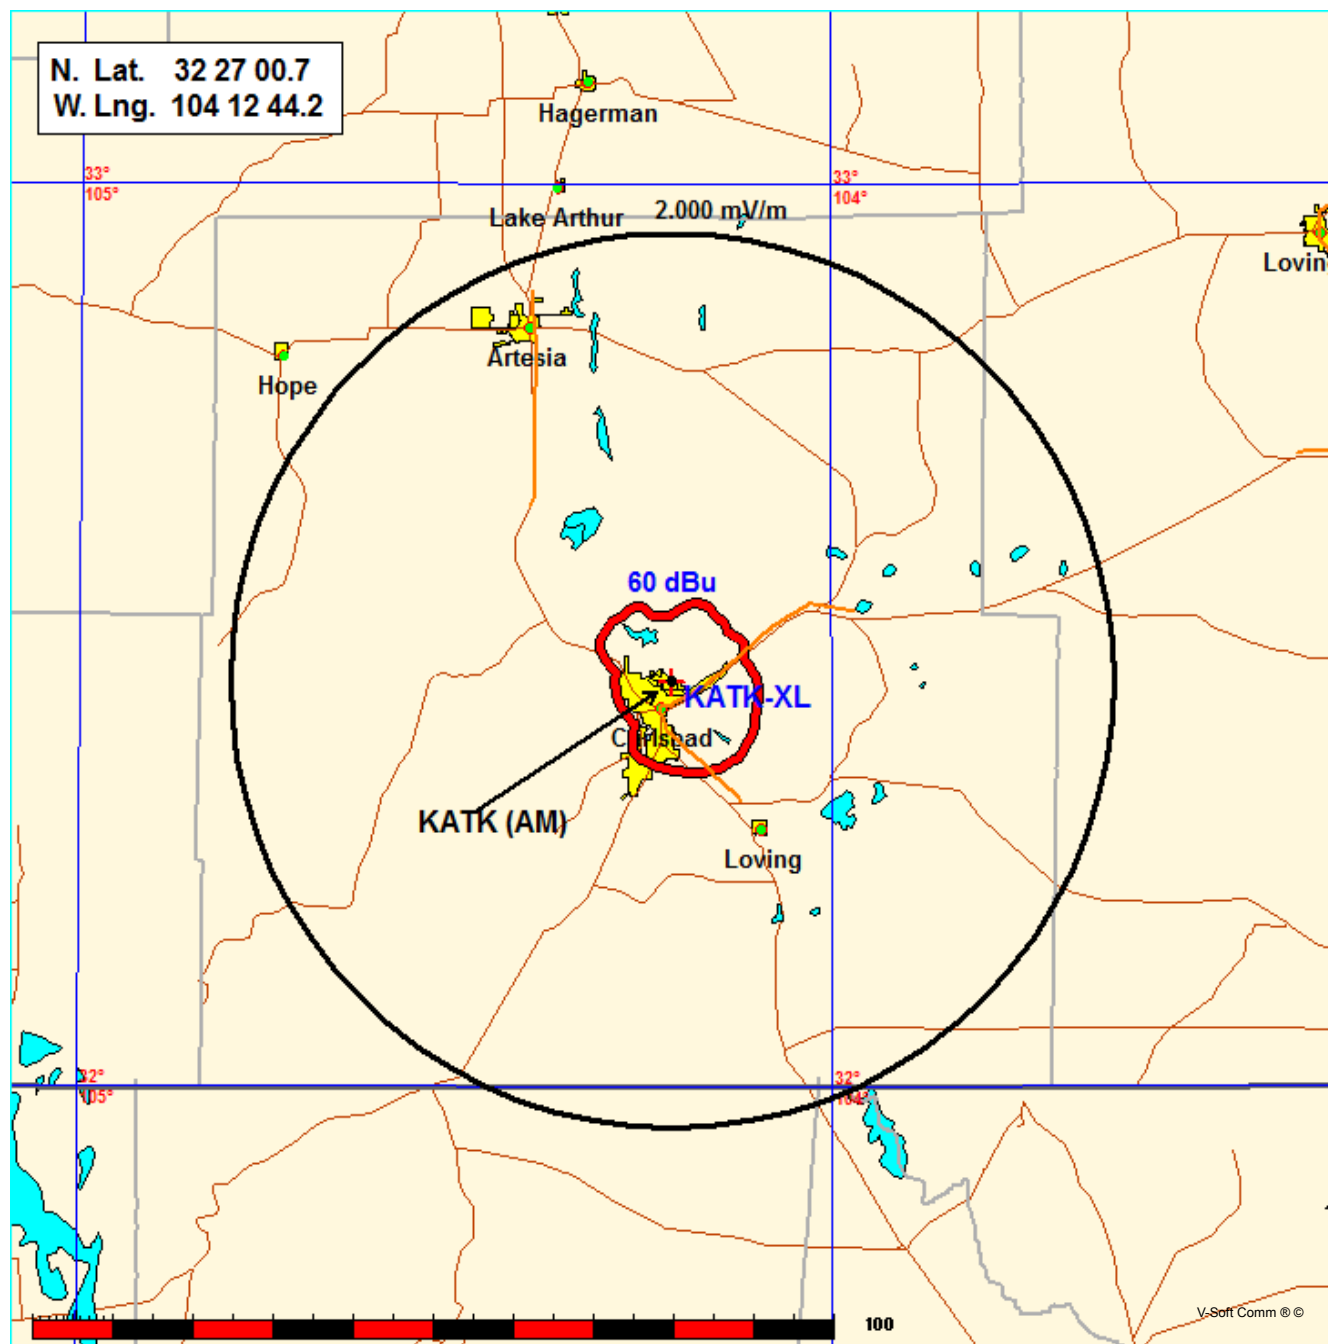 N. Lat. 32 27 00.7
W. Lng. 104 12 44.2
Hagerman
33°
105°
33°
104°
Lake Arthur
2.000 mV/m
Lovin
Artesia
Hope
60 dBu
KATK-XL
Carlsbad
KATK (AM)
Loving
32°
105°
32°
104°
V-Soft Comm ® ©
100